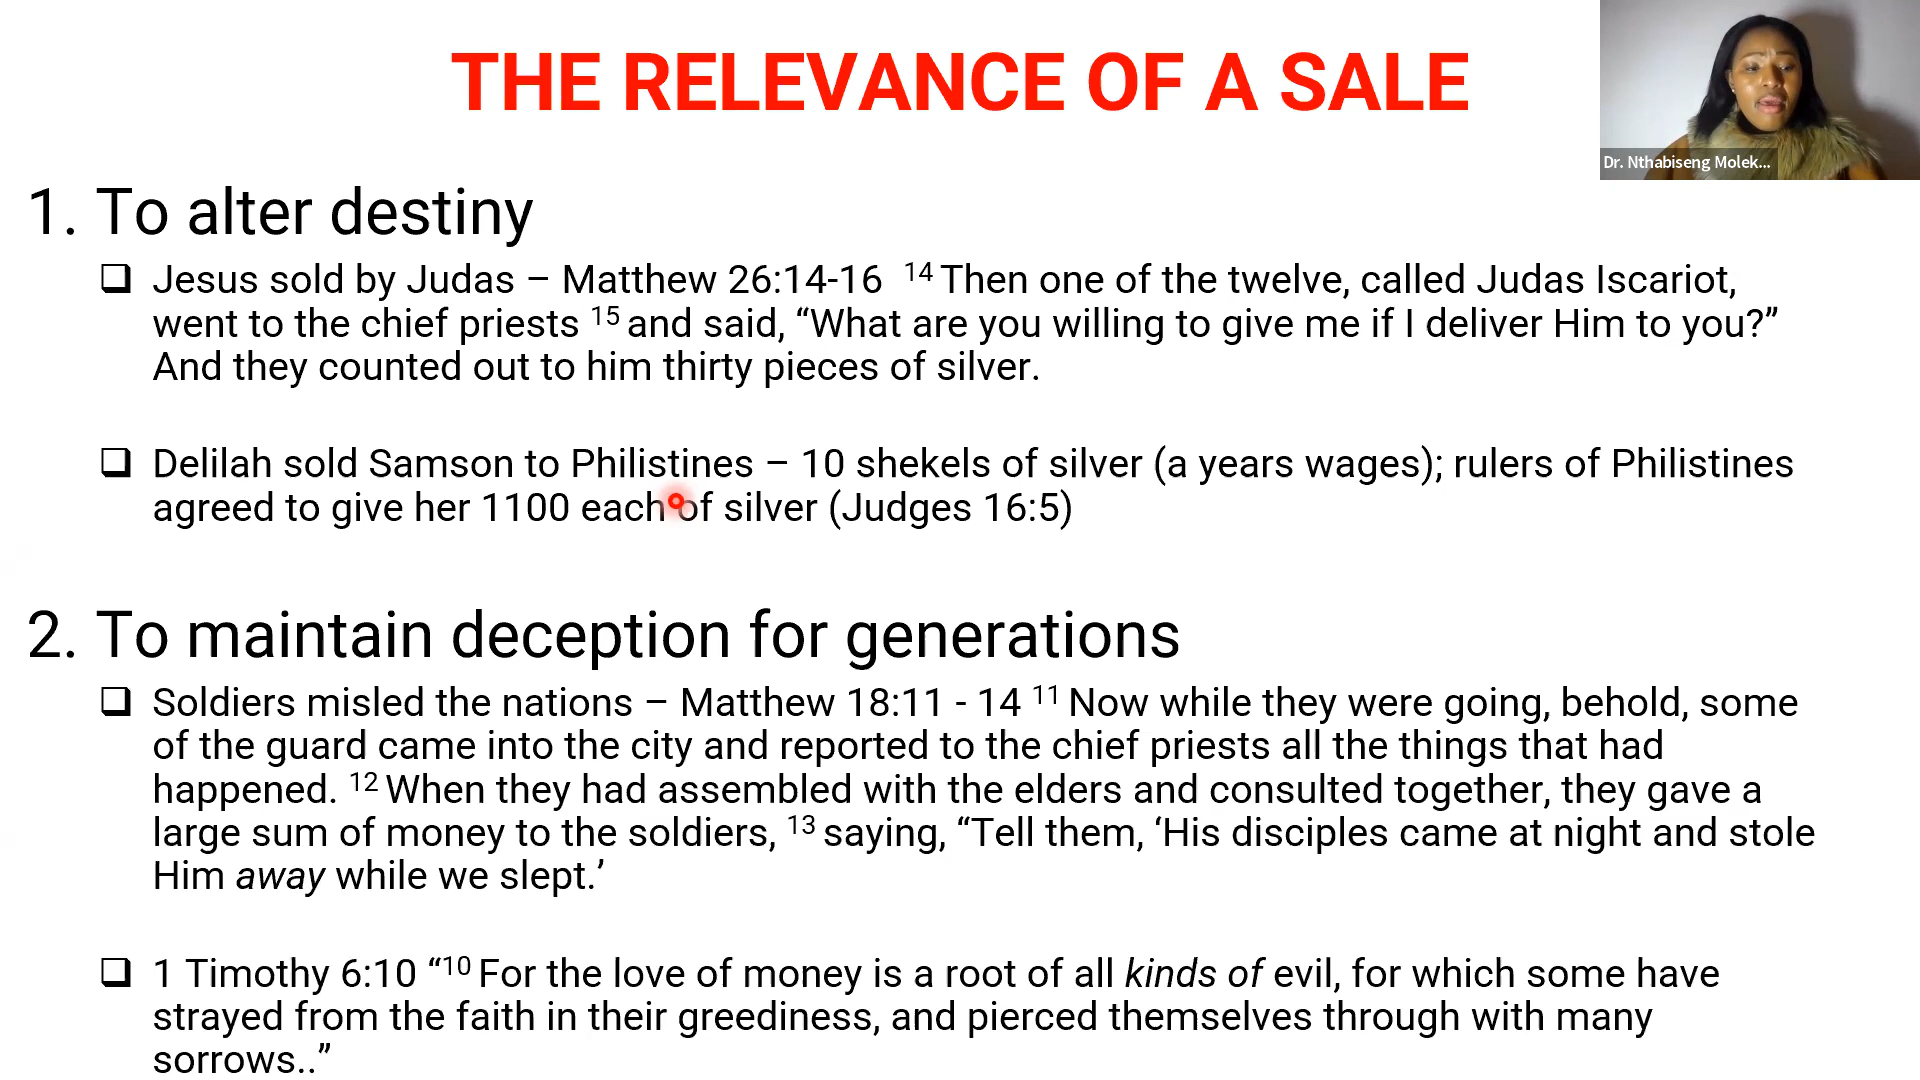 THE RELEVANCE OF A SALE
Dr. Nthabiseng Molek...
1. To alter destiny
❑ Jesus sold by Judas – Matthew 26:14-16 14 Then one of the twelve, called Judas Iscariot,
went to the chief priests 15 and said, “What are you willing to give me if I deliver Him to you?”
And they counted out to him thirty pieces of silver.
❑ Delilah sold Samson to Philistines – 10 shekels of silver (a years wages); rulers of Philistines
agreed to give her 1100 each of silver (Judges 16:5)
2. To maintain deception for generations
❑ Soldiers misled the nations – Matthew 18:11 - 14 11 Now while they were going, behold, some
of the guard came into the city and reported to the chief priests all the things that had
happened. 12 When they had assembled with the elders and consulted together, they gave a
large sum of money to the soldiers, 13 saying, “Tell them, ‘His disciples came at night and stole
Him away while we slept.’
❑ 1 Timothy 6:10 “10 For the love of money is a root of all kinds of evil, for which some have
strayed from the faith in their greediness, and pierced themselves through with many
sorrows..”